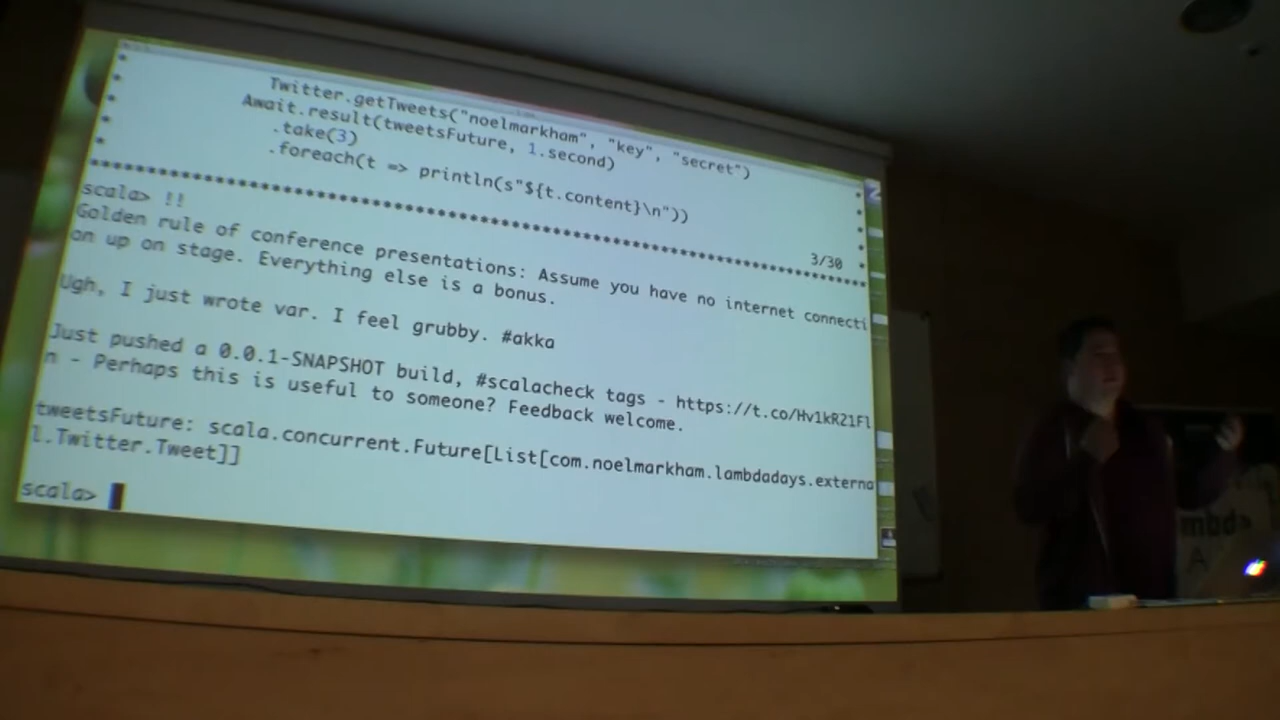 Twitter.getTweets("noelmarkham", "key", "secret")
Await.result(tweetsFuture, 1.second)
.take(3)
.foreach(t => println(s"${t.content}\n"))
3/30
scala> !!
Golden rule of conference presentations: Assume you have no internet connecti
on up on stage. Everything else is a bonus.
Ugh, I just wrote var. I feel grubby. #akka
Just pushed a 0.0.1-SNAPSHOT build, #scalacheck tags - https://t.co/Hv1kR21Fl
n - Perhaps this is useful to someone? Feedback welcome.
tweetsFuture: scala.concurrent.Future[List[com.noelmarkham.lambdadays.externa
l.Twitter.Tweet]]
scala>
mbda